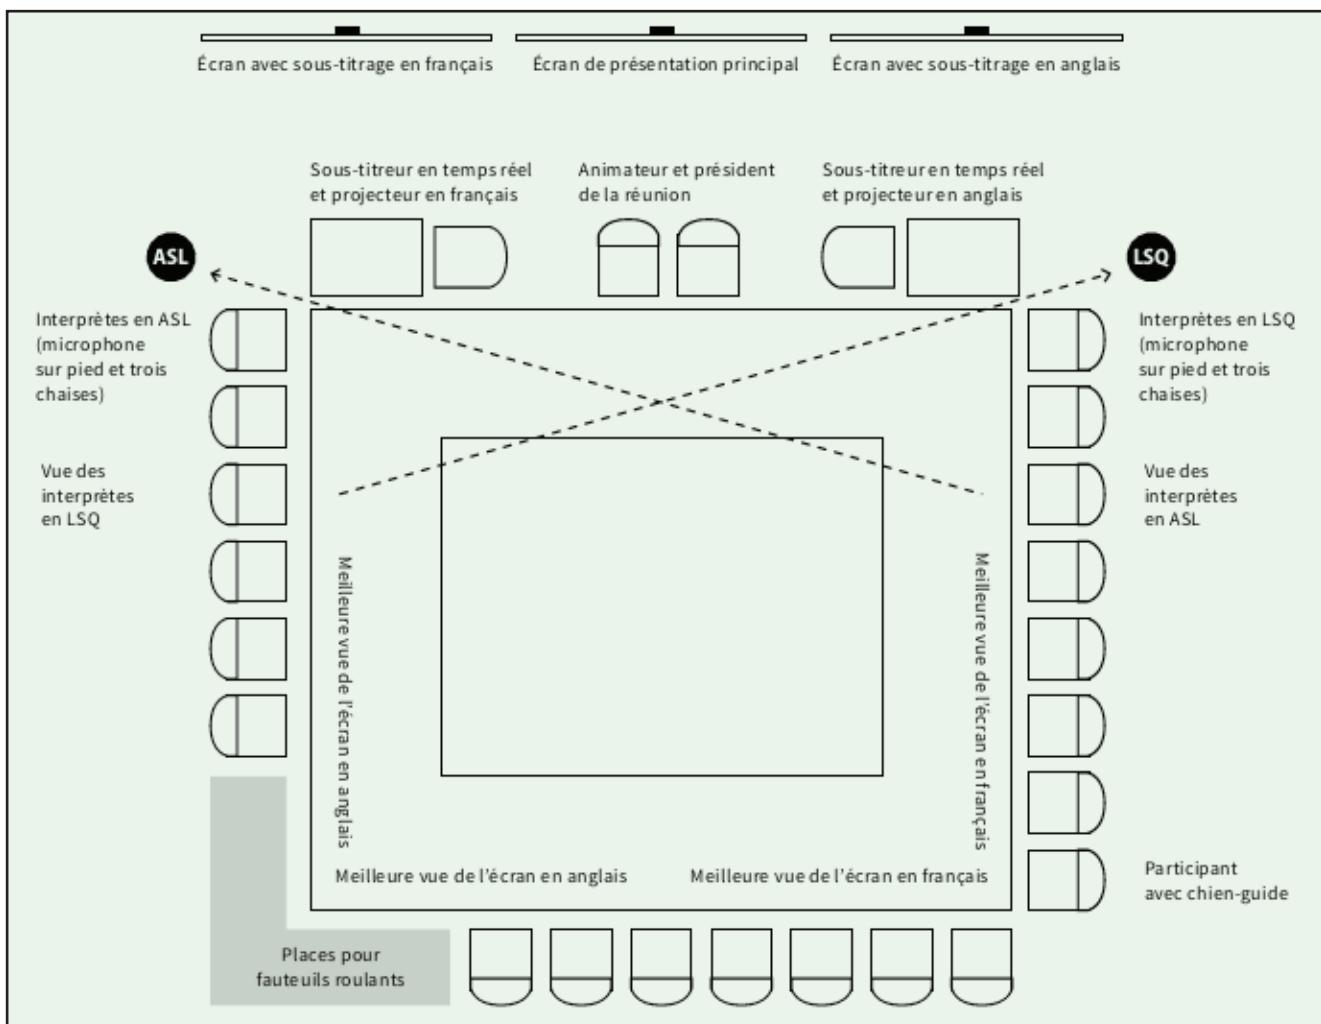 Écran avec sous-titrage en français
Écran de présentation principal
Écran avec sous-titrage en anglais
Sous-titreur en temps réel
et projecteur en français
Animateur et président
de la réunion
Sous-titreur en temps réel
et projecteur en anglais
ASL
LSQ
Interprètes en ASL
(microphone
sur pied et trois
chaises)
Interprètes en LSQ
(microphone
sur pied et trois
chaises)
Vue des
interprètes
en LSQ
Vue des
interprètes
en ASL
Meilleure vue de l'écran en anglais
Meilleure vue de l'écran en français
Meilleure vue de l'écran en anglais
Meilleure vue de l'écran en français
Participant
avec chien-guide
Places pour
fauteuils roulants